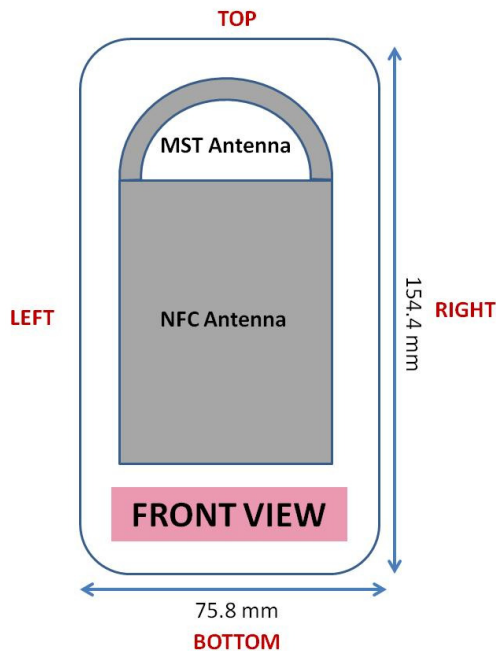 TOP
MST Antenna
NFC Antenna
LEFT
RIGHT
154.4 mm
FRONT VIEW
75.8 mm
BOTTOM